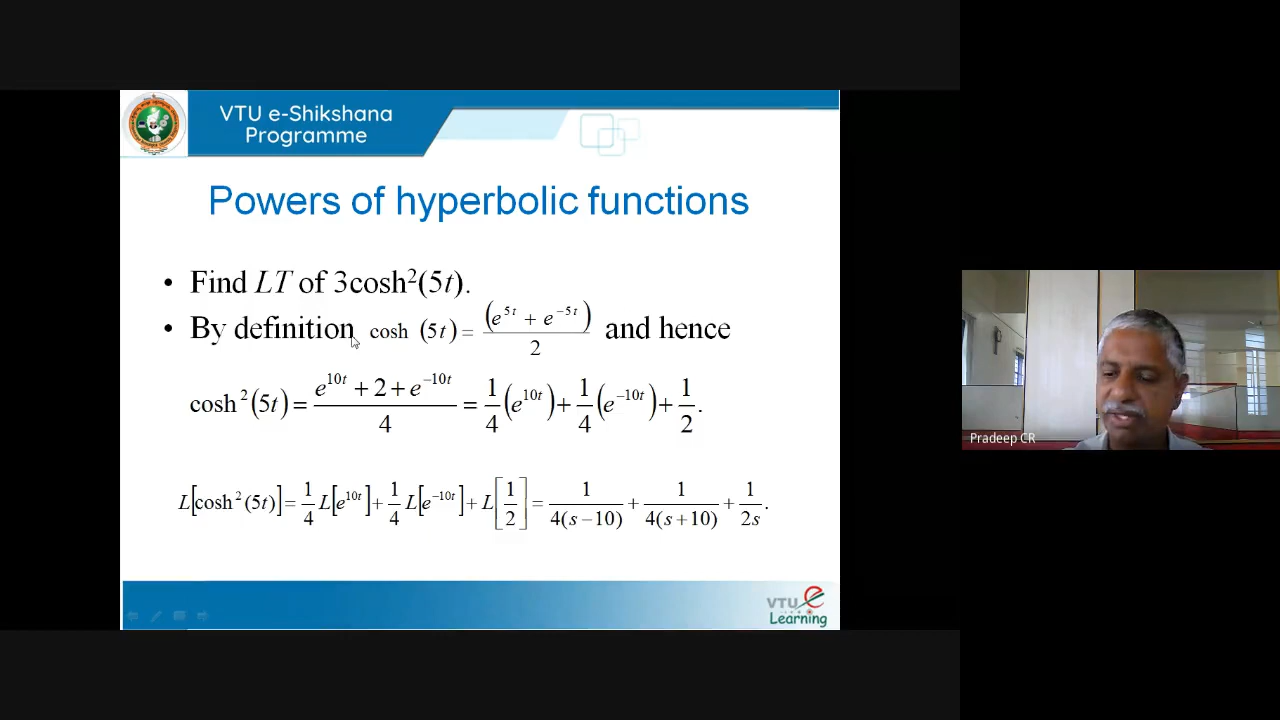 VTU e-Shikshana
Programme
Powers of hyperbolic functions
• Find LT of 3cosh²(5t).
• By definition cosh (5t) = (e^{5t} + e^{-5t})/2 and hence
cosh²(5t) = (e^{10t} + 2 + e^{-10t})/4 = 1/4(e^{10t}) + 1/4(e^{-10t}) + 1/2.
L[cosh²(5t)] = 1/4 L[e^{10t}] + 1/4 L[e^{-10t}] + L[1/2] = 1/4(s-10) + 1/4(s+10) + 1/2s.
VTU e
Learning
Pradeep CR